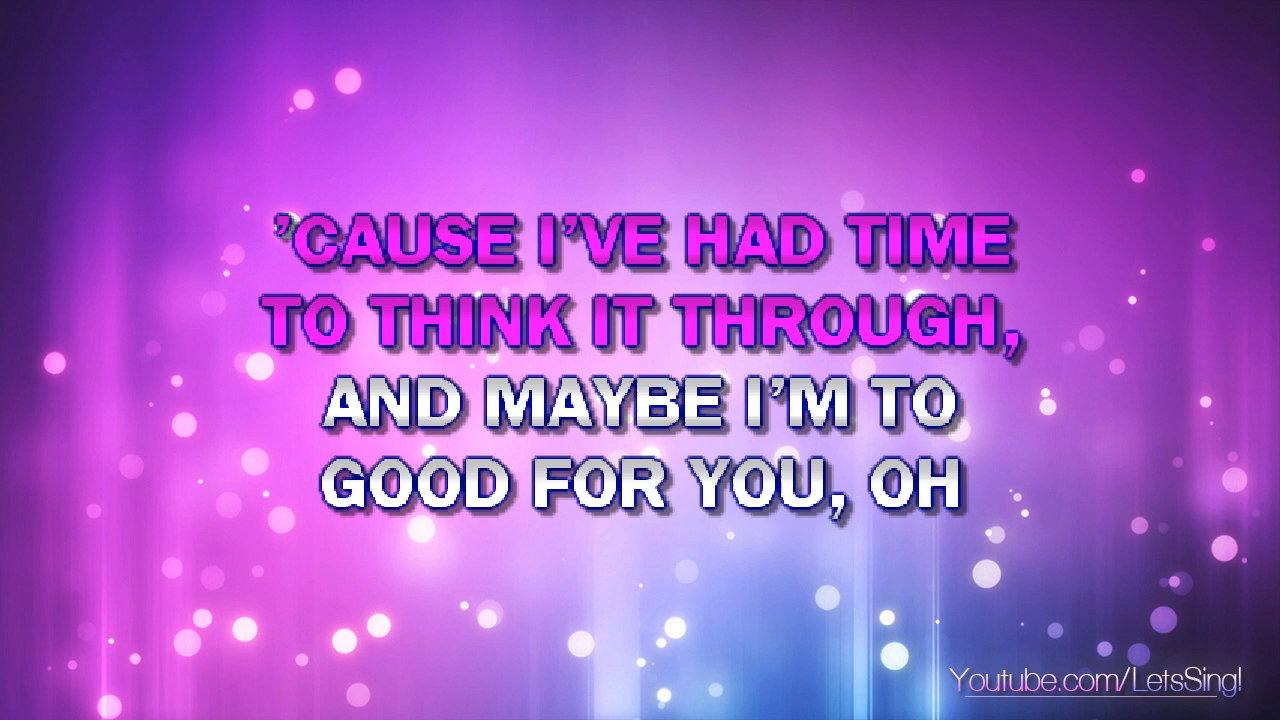 ’CAUSE I’VE HAD TIME
TO THINK IT THROUGH,
AND MAYBE I’M TO
GOOD FOR YOU, OH
Youtube.com/LetsSing!